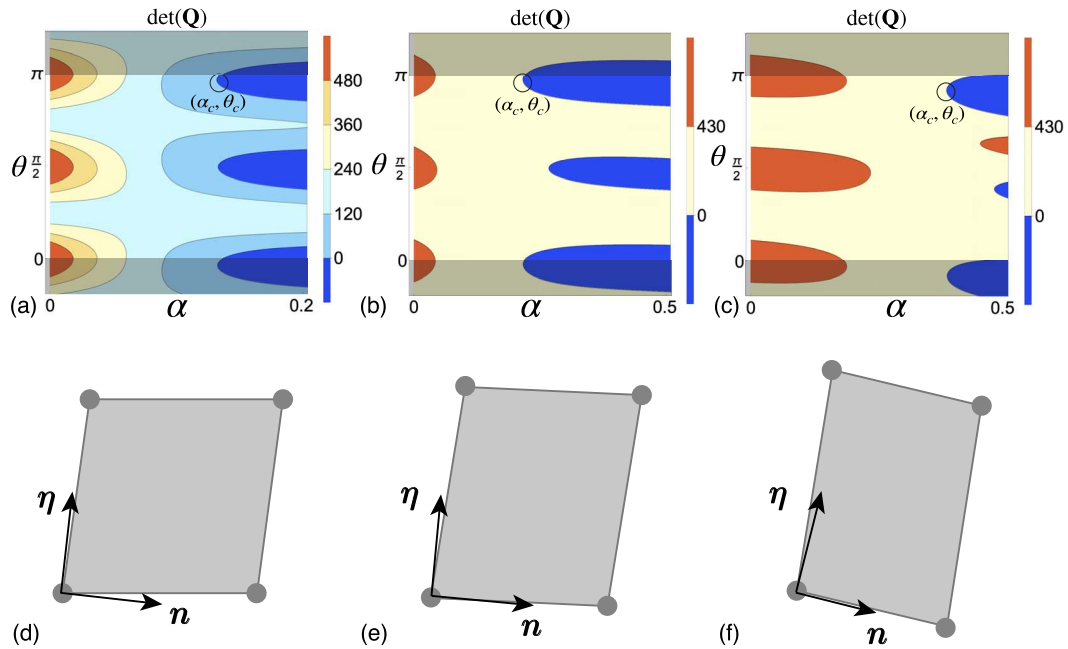 det(Q)
π
θ π/2
0
(α_c, θ_c)
480
360
240
120
0
(a)
0
α
0.2
det(Q)
π
θ π/2
0
(α_c, θ_c)
430
0
(b)
0
α
0.5
det(Q)
π
θ π/2
0
(α_c, θ_c)
430
0
(c)
0
α
0.5
η
n
(d)
η
n
(e)
η
n
(f)